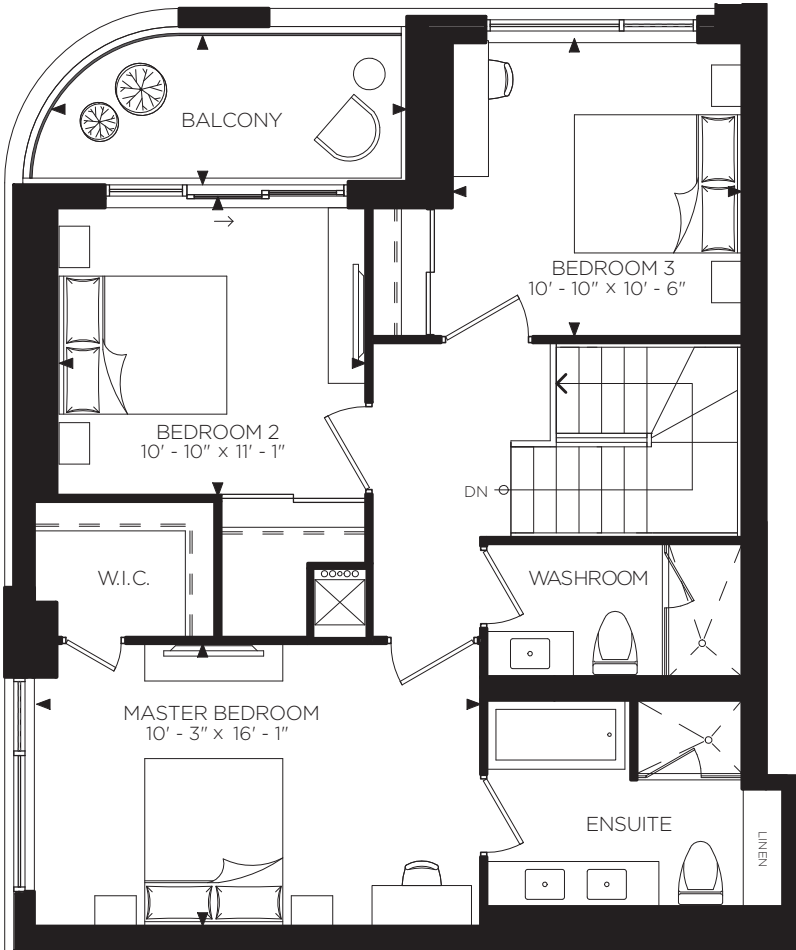 BALCONY
BEDROOM 3
10' - 10" x 10' - 6"
BEDROOM 2
10' - 10" x 11' - 1"
DN
W.I.C.
WASHROOM
MASTER BEDROOM
10' - 3" x 16' - 1"
ENSUITE
LINEN